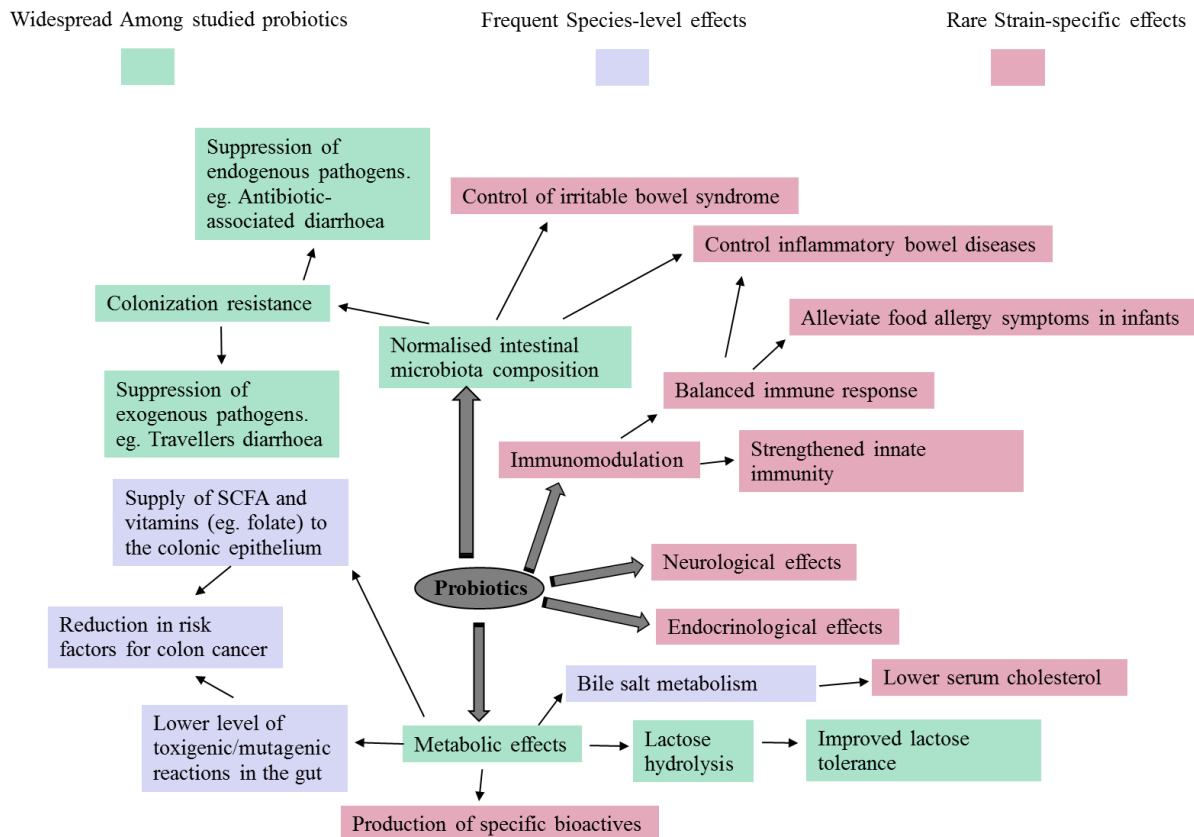 Widespread Among studied probiotics
Frequent Species-level effects
Rare Strain-specific effects
Suppression of
endogenous pathogens.
eg. Antibiotic-
associated diarrhoea
Control of irritable bowel syndrome
Control inflammatory bowel diseases
Colonization resistance
Alleviate food allergy symptoms in infants
Normalised intestinal
microbiota composition
Suppression of
exogenous pathogens.
eg. Travellers diarrhoea
Balanced immune response
Immunomodulation
Strengthened innate
immunity
Supply of SCFA and
vitamins (eg. folate) to
the colonic epithelium
Neurological effects
Probiotics
Endocrinological effects
Reduction in risk
factors for colon cancer
Bile salt metabolism
Lower serum cholesterol
Lower level of
toxigenic/mutagenic
reactions in the gut
Metabolic effects
Lactose
hydrolysis
Improved lactose
tolerance
Production of specific bioactives